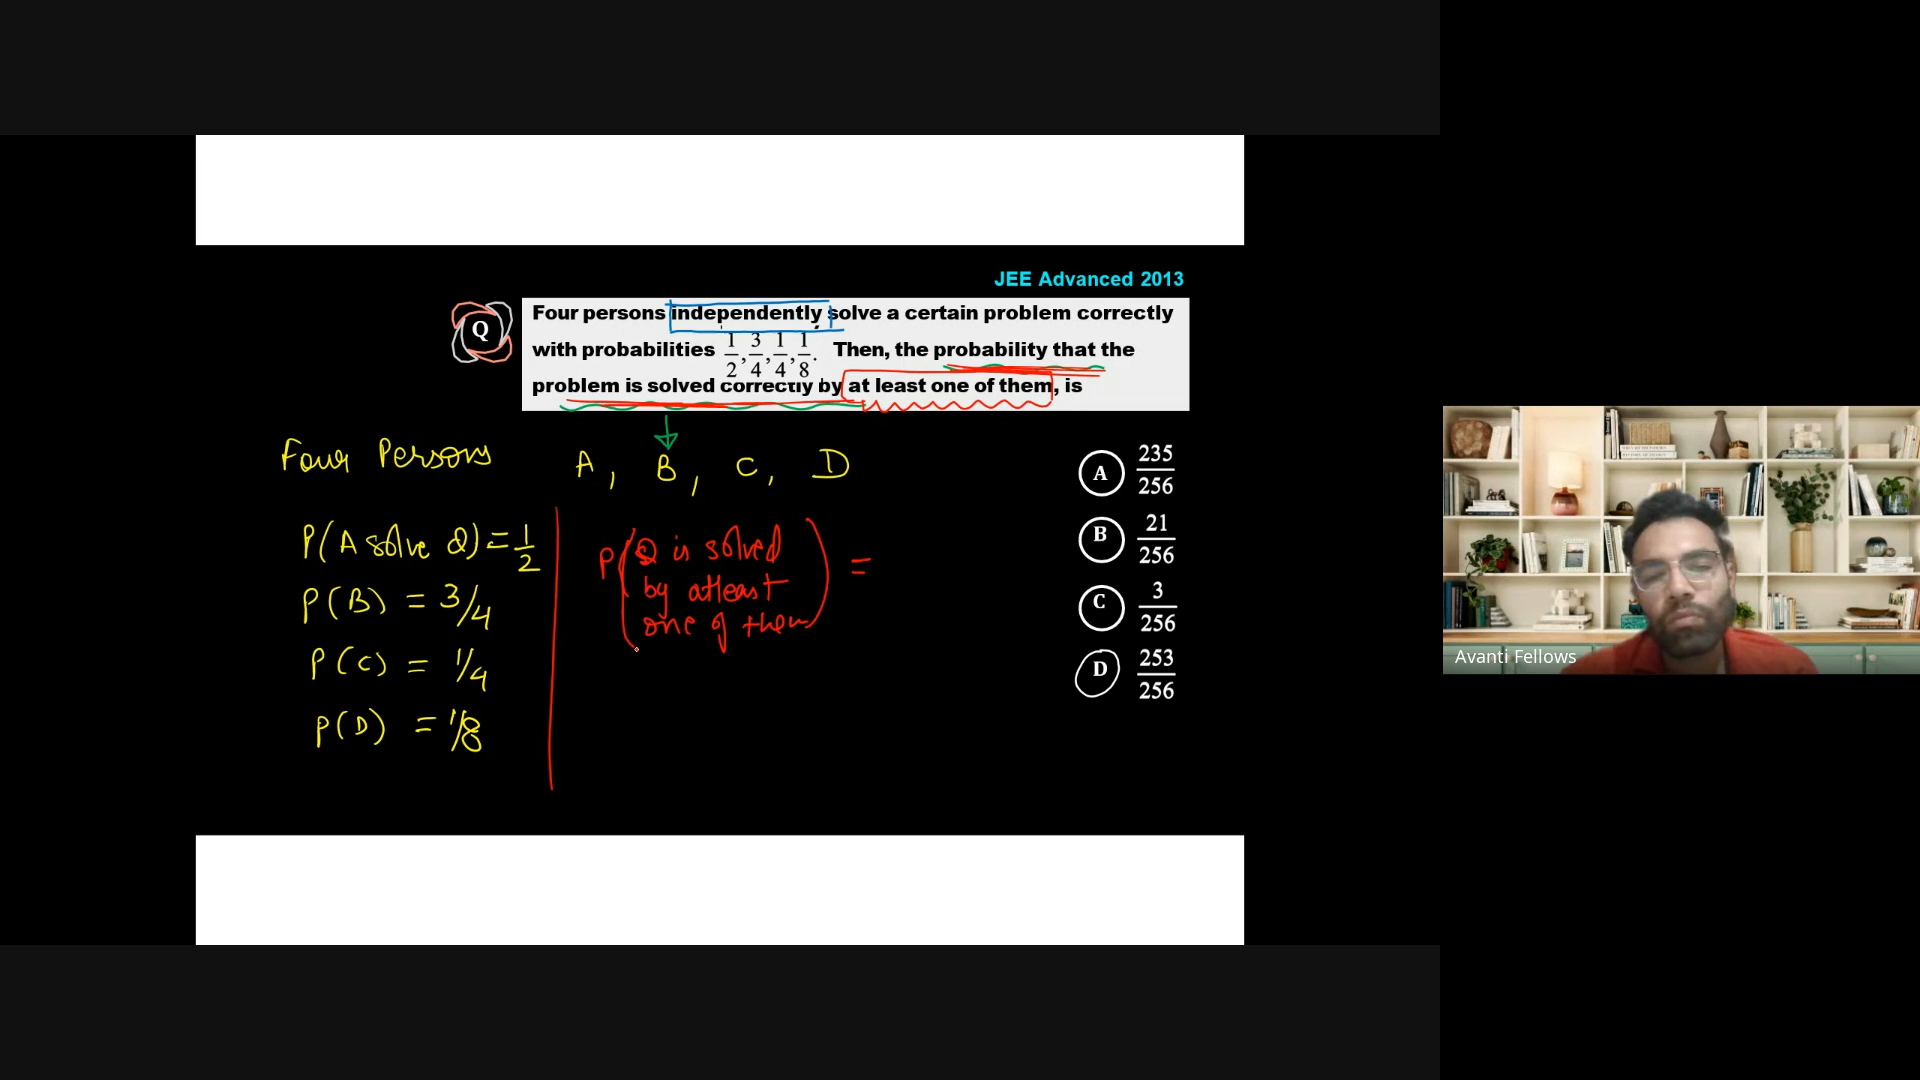 JEE Advanced 2013
Q
Four persons independently solve a certain problem correctly
with probabilities 1/2, 3/4, 1/4, 1/8. Then, the probability that the
problem is solved correctly by at least one of them, is
Four Persons A, B, C, D
P(A solve Q) = 1/2
P(B) = 3/4
P(C) = 1/4
P(D) = 1/8
P(Q is solved
by atleast
one of them) =
A 235/256
B 21/256
C 3/256
D 253/256
Avanti Fellows